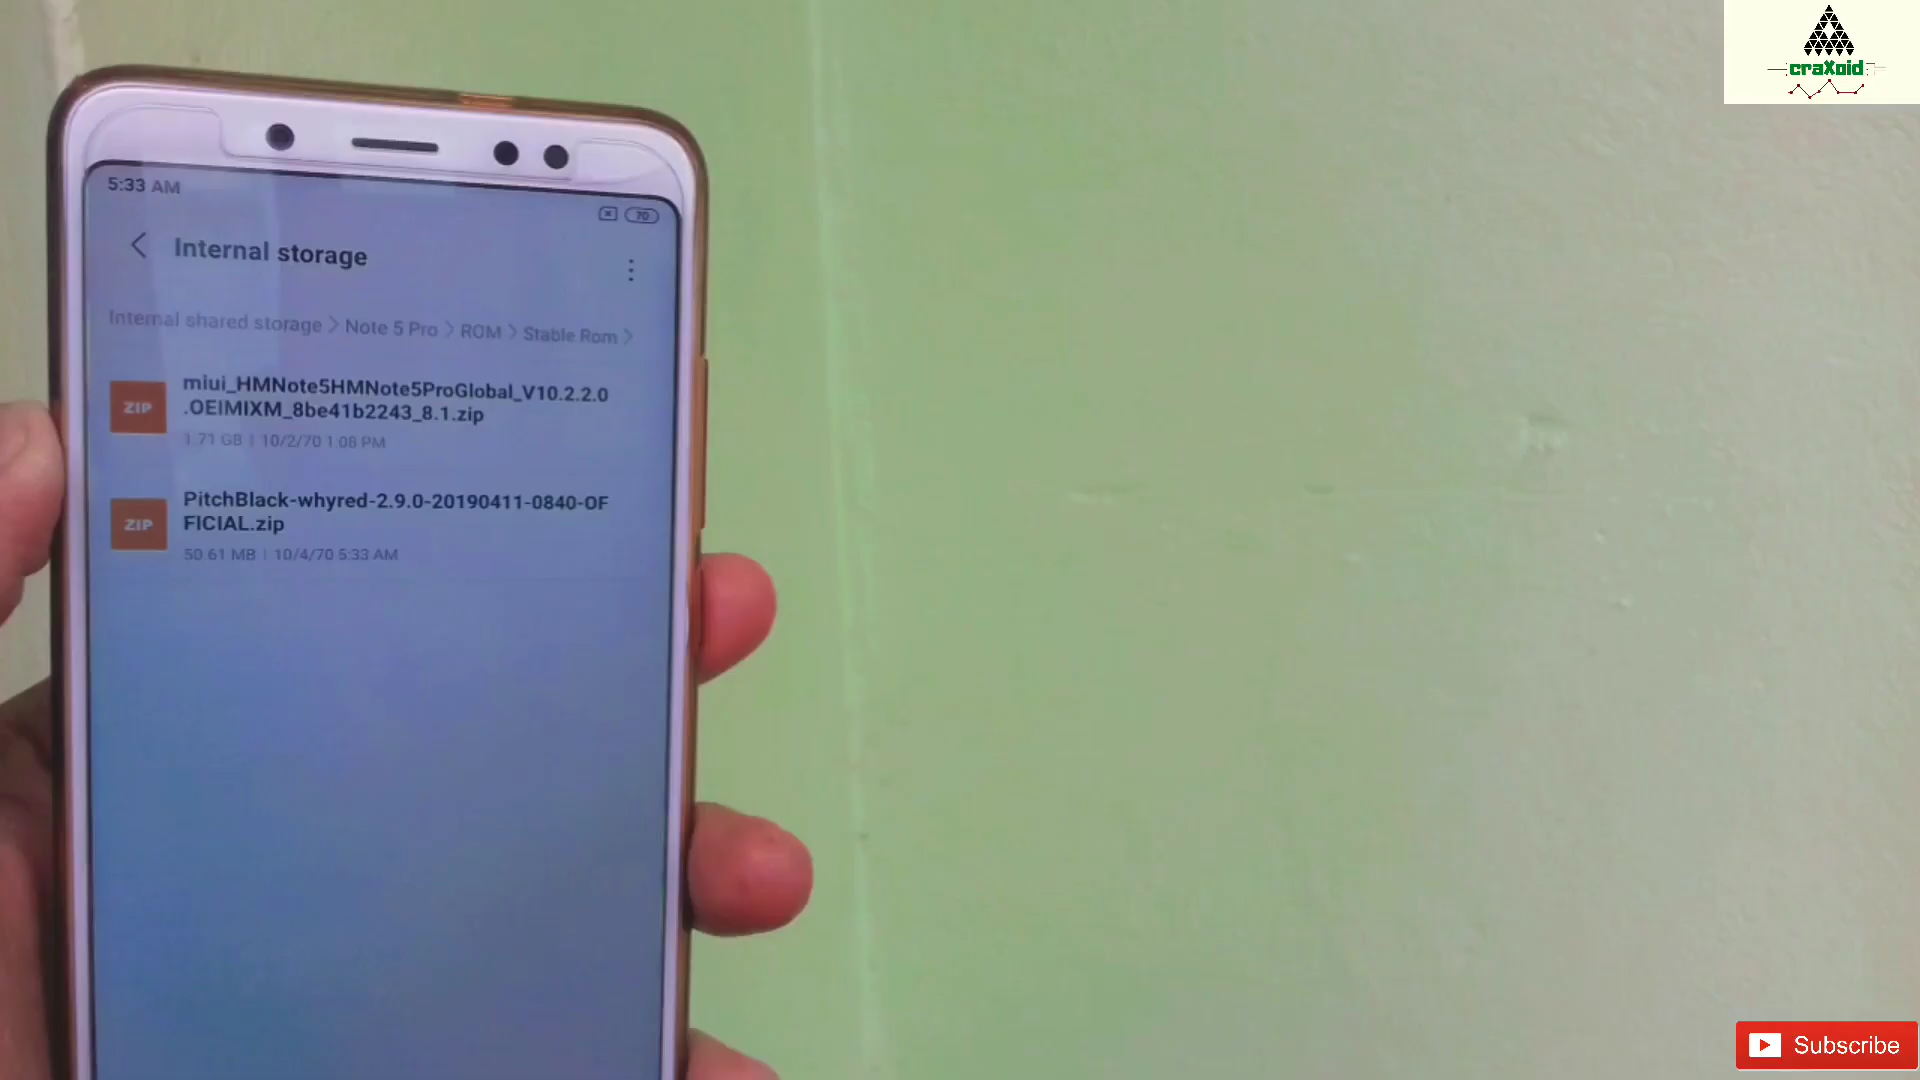 craXoid
5:33 AM
70
Internal storage
Internal shared storage > Note 5 Pro > ROM > Stable Rom >
miui_HMNote5HMNote5ProGlobal_V10.2.2.0
.OEIMIXM_8be41b2243_8.1.zip
ZIP
1.71 GB | 10/2/70 1:08 PM
PitchBlack-whyred-2.9.0-20190411-0840-OF
FICIAL.zip
ZIP
50.61 MB | 10/4/70 5:33 AM
Subscribe